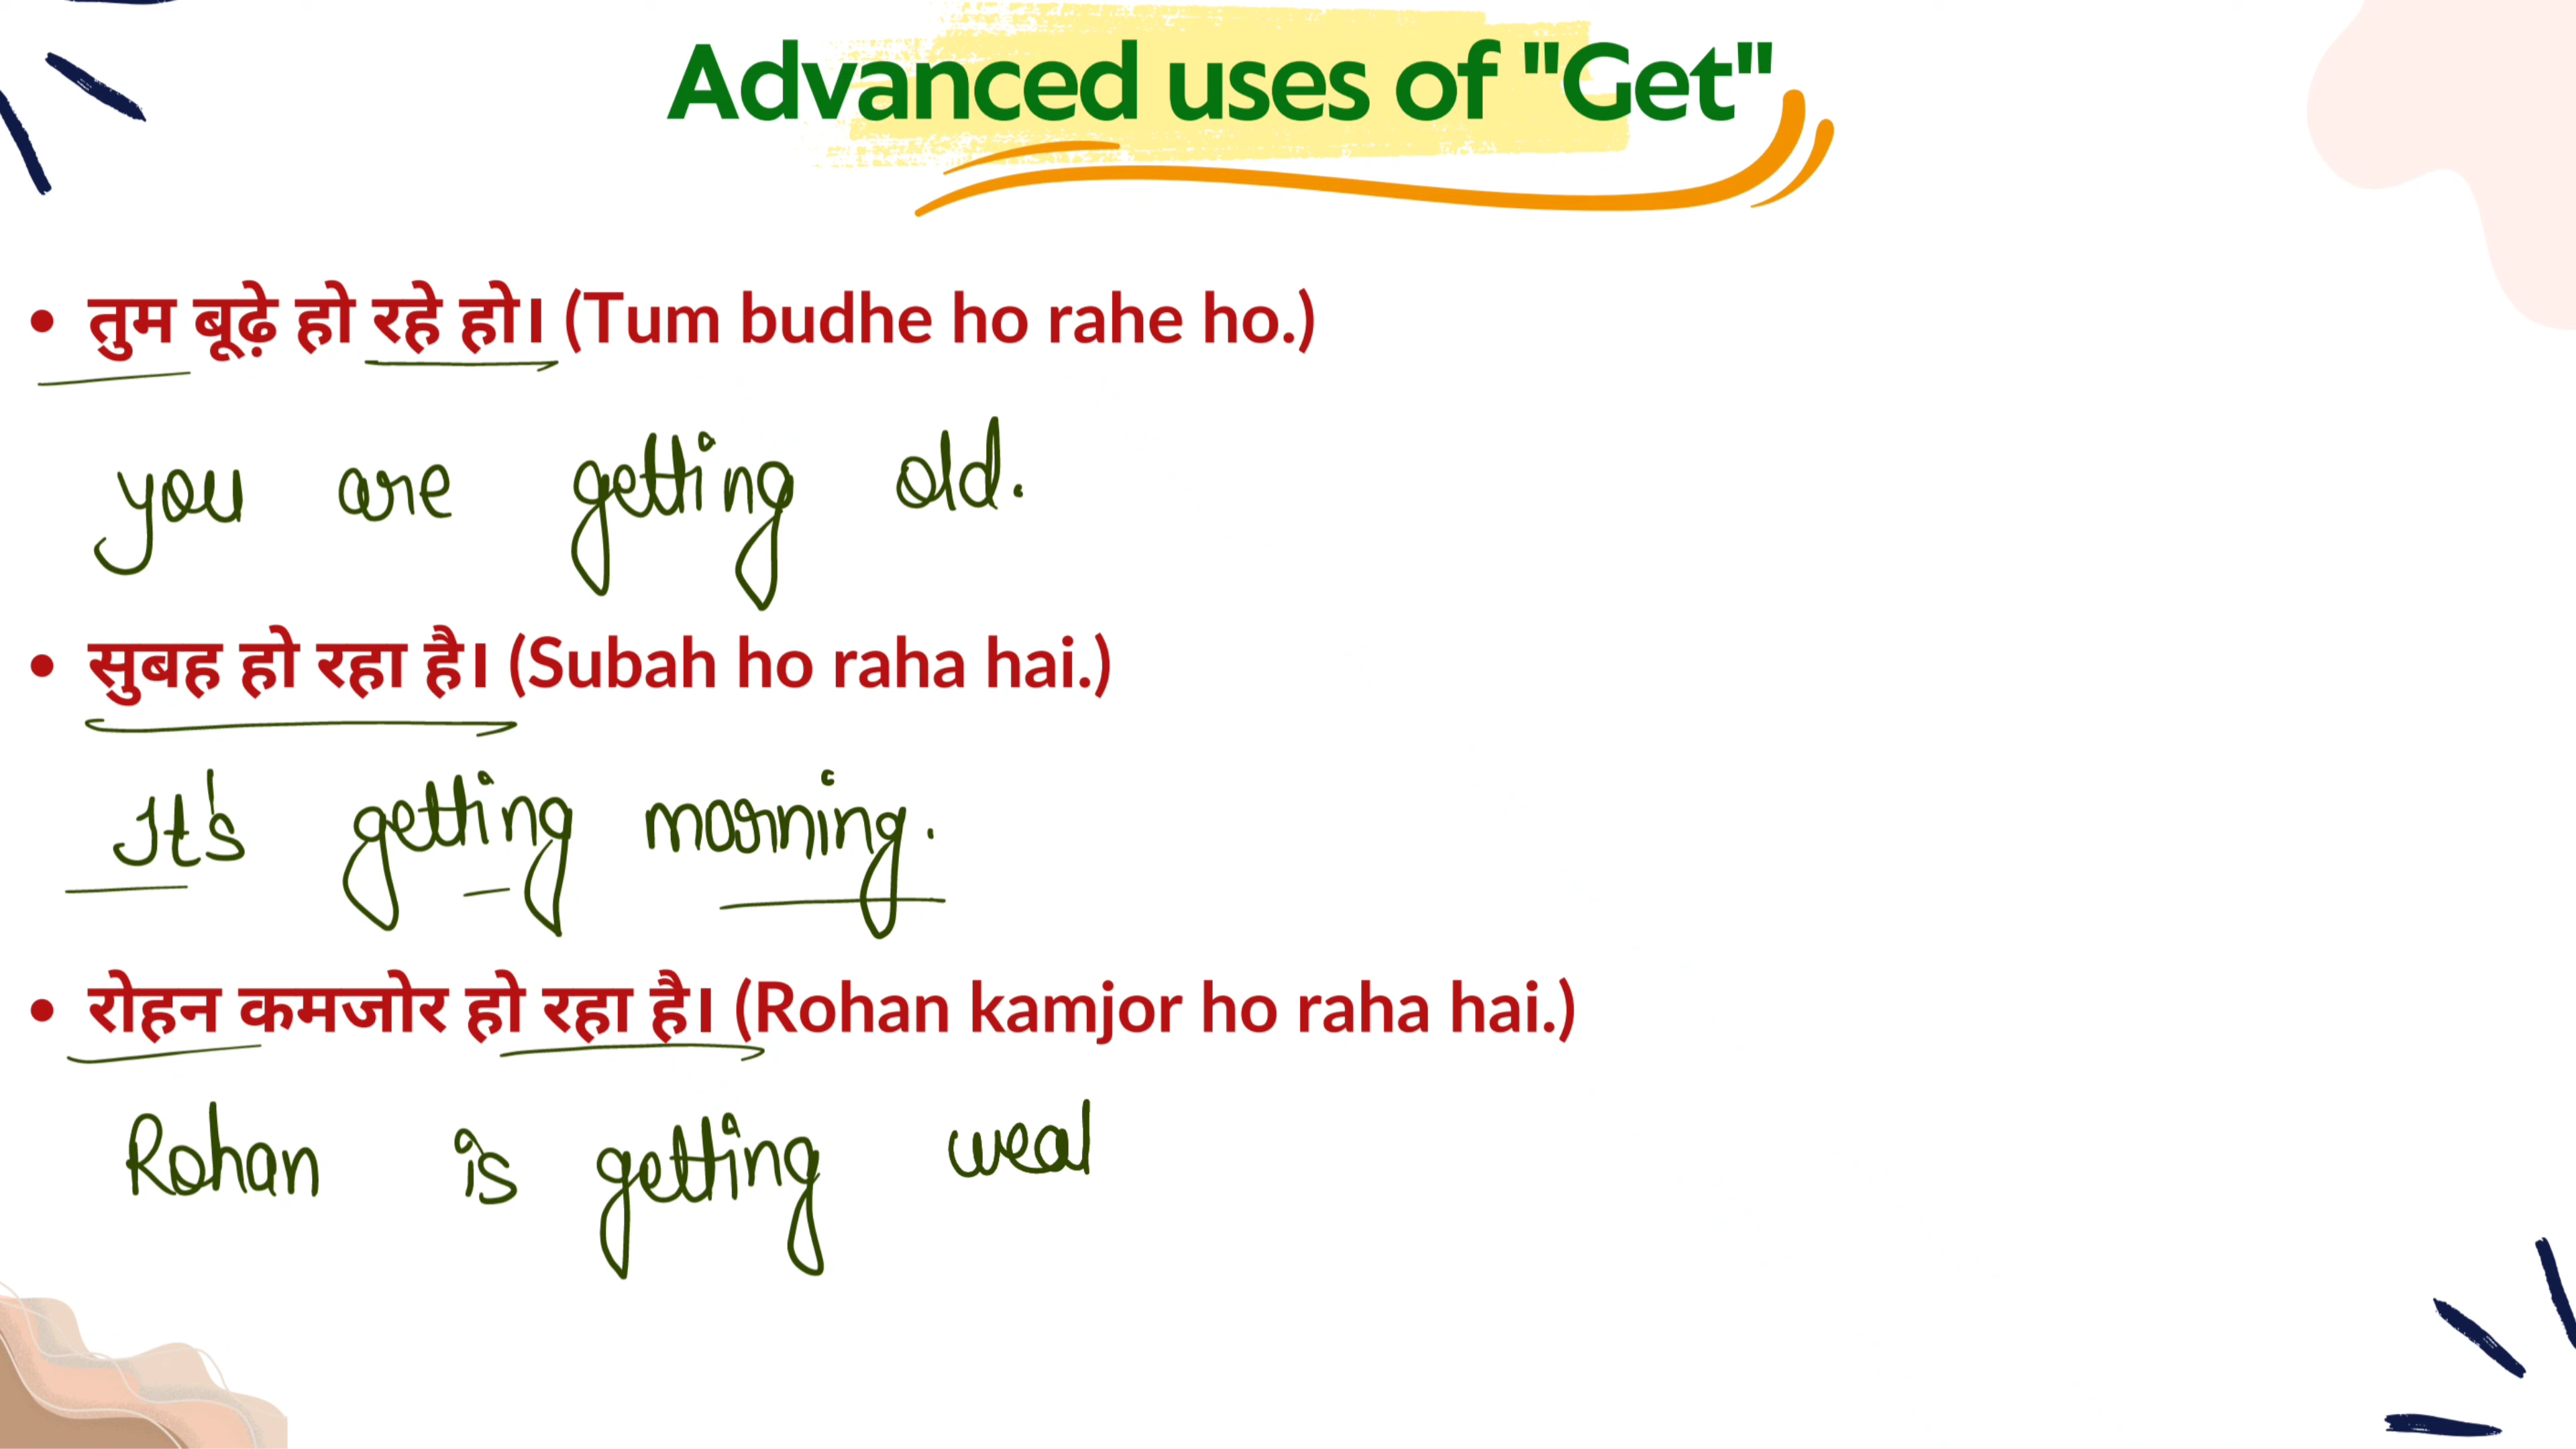 Advanced uses of "Get"
• तुम बूढ़े हो रहे हो। (Tum budhe ho rahe ho.)
you are getting old.
• सुबह हो रहा है। (Subah ho raha hai.)
It's getting morning.
• रोहन कमजोर हो रहा है। (Rohan kamjor ho raha hai.)
Rohan is getting weal